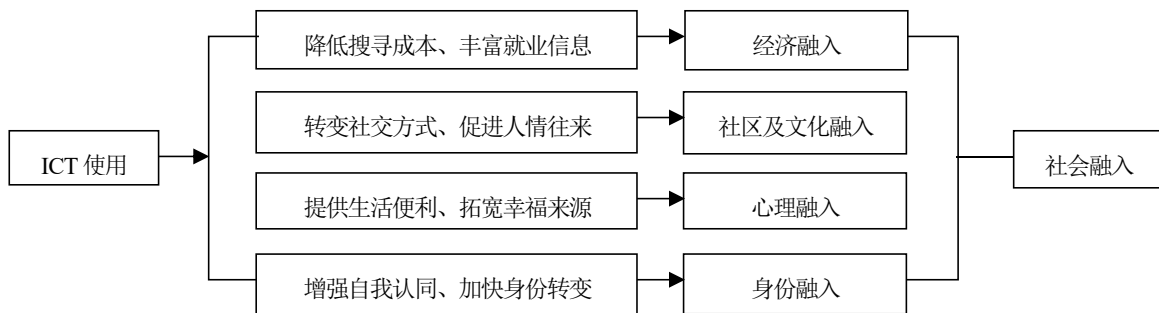 降低搜寻成本、丰富就业信息
经济融入
转变社交方式、促进人情往来
社区及文化融入
ICT 使用
社会融入
提供生活便利、拓宽幸福来源
心理融入
增强自我认同、加快身份转变
身份融入